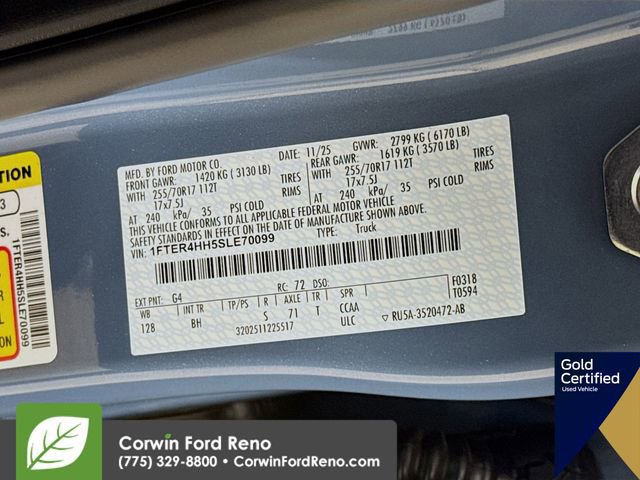 2799 KG ( 6170 LB)
MFD. BY FORD MOTOR CO.
DATE: 11/25
GVWR: 2799 KG ( 6170 LB)
FRONT GAWR: 1420 KG ( 3130 LB)
REAR GAWR: 1619 KG ( 3570 LB)
WITH 255/70R17 112T TIRES
WITH 255/70R17 112T TIRES
17x7.5J RIMS
17x7.5J RIMS
AT 240 kPa/ 35 PSI COLD
AT 240 kPa/ 35 PSI COLD
THIS VEHICLE CONFORMS TO ALL APPLICABLE FEDERAL MOTOR VEHICLE
SAFETY STANDARDS IN EFFECT ON THE DATE OF MANUFACTURE SHOWN ABOVE.
VIN: 1FTER4HH5SLE70099
TYPE: Truck
EXT PNT: G4
RC: 72 DSO:
F0318
T0594
WB INT TR TP/PS R AXLE TR SPR
128 BH S 71 T CCAA
ULC
3202511225517
RU5A-3520472-AB
TION
3
S.
1FTER4HH5SLE70099
Gold
Certified
Used Vehicle
Corwin Ford Reno
(775) 329-8800 • CorwinFordReno.com